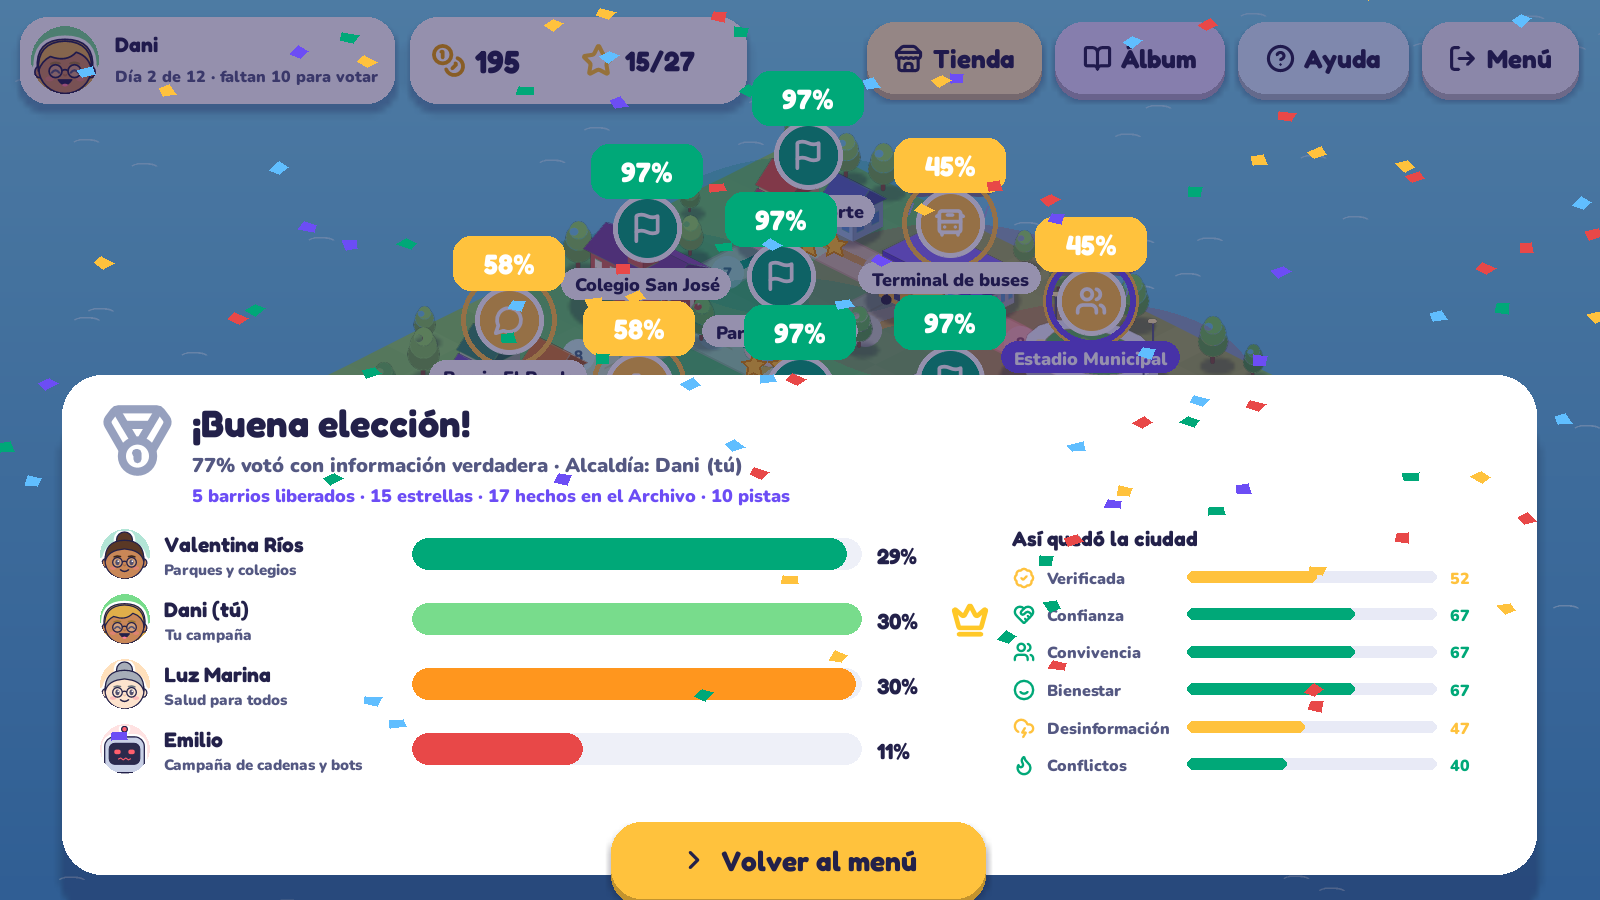 Dani
Día 2 de 12 · faltan 10 para votar
195
15/27
Tienda
Álbum
Ayuda
Menú
97%
97%
97%
45%
45%
58%
58%
97%
97%
rte
Colegio San José
Terminal de buses
Estadio Municipal
8
¡Buena elección!
77% votó con información verdadera · Alcaldía: Dani (tú)
5 barrios liberados · 15 estrellas · 17 hechos en el Archivo · 10 pistas
Valentina Ríos
Parques y colegios
29%
Dani (tú)
Tu campaña
30%
Luz Marina
Salud para todos
30%
Emilio
Campaña de cadenas y bots
11%
Así quedó la ciudad
Verificada 52
Confianza 67
Convivencia 67
Bienestar 67
Desinformación 47
Conflictos 40
Volver al menú